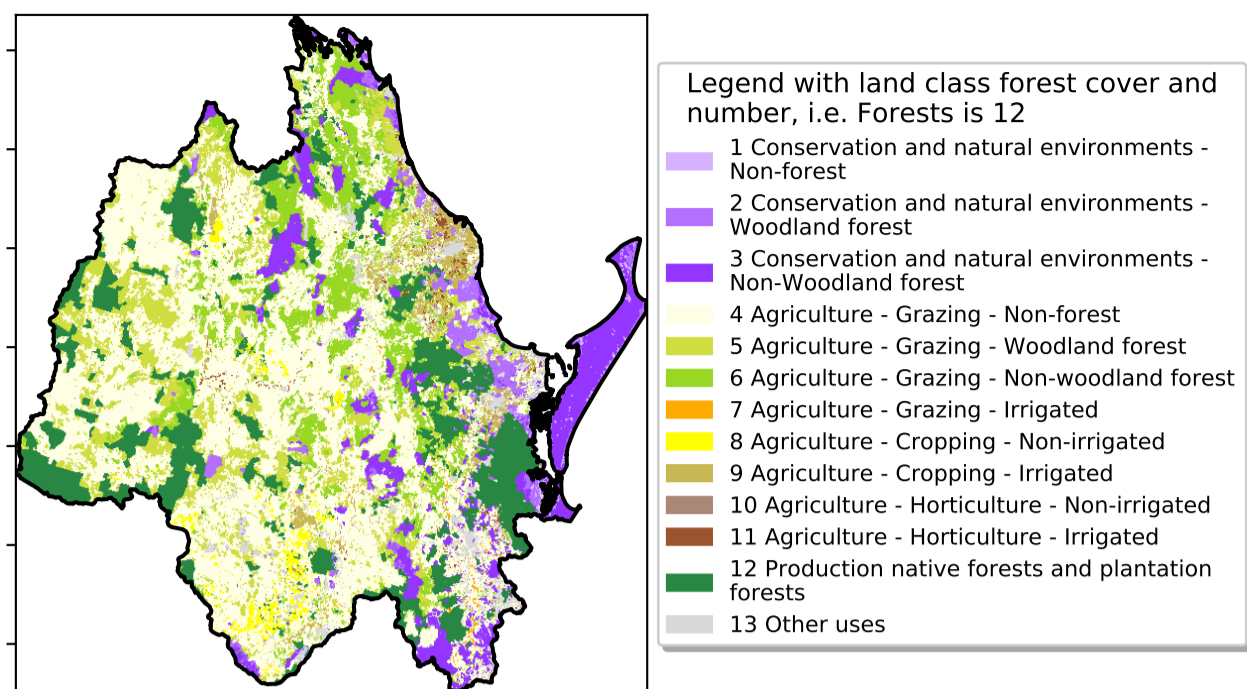 Legend with land class forest cover and
number, i.e. Forests is 12
1 Conservation and natural environments -
Non-forest
2 Conservation and natural environments -
Woodland forest
3 Conservation and natural environments -
Non-Woodland forest
4 Agriculture - Grazing - Non-forest
5 Agriculture - Grazing - Woodland forest
6 Agriculture - Grazing - Non-woodland forest
7 Agriculture - Grazing - Irrigated
8 Agriculture - Cropping - Non-irrigated
9 Agriculture - Cropping - Irrigated
10 Agriculture - Horticulture - Non-irrigated
11 Agriculture - Horticulture - Irrigated
12 Production native forests and plantation
forests
13 Other uses